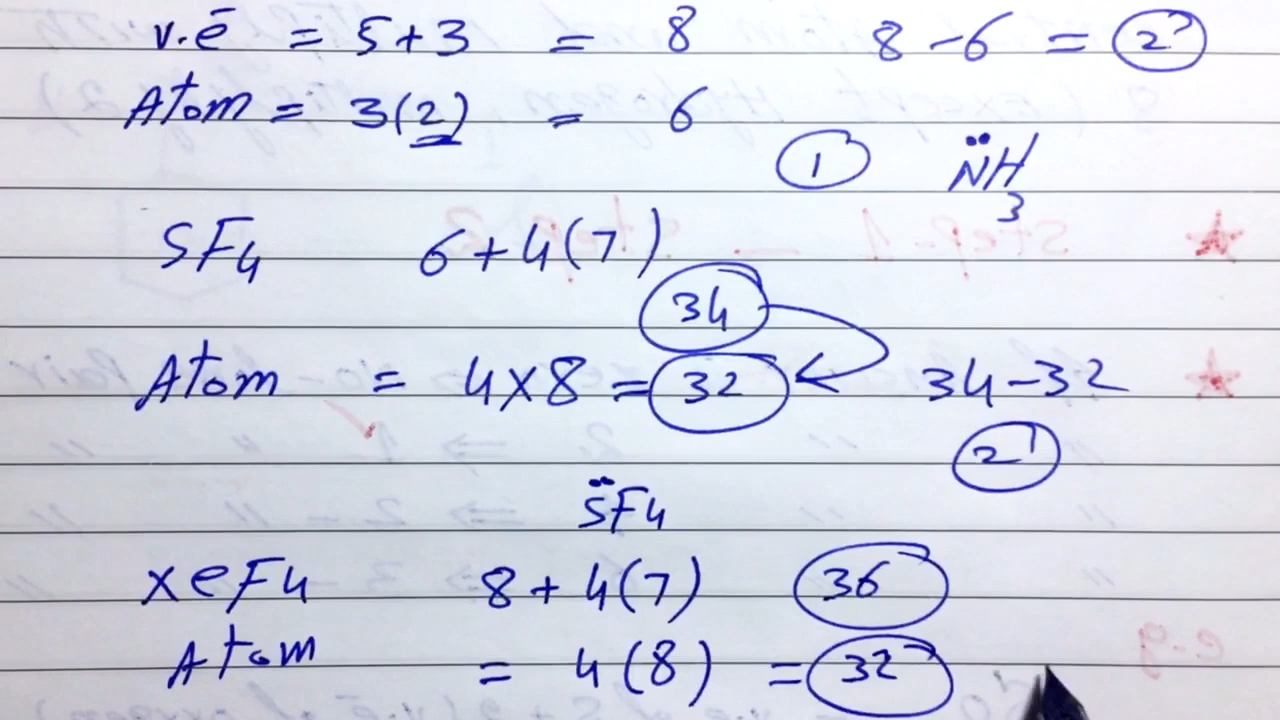 v.ē = 5+3 = 8 8-6 = 2
Atom = 3(2) = 6
1 N̈H3
SF4 6+4(7)
34
Atom = 4×8 = 32 34-32
2
S̈F4
XeF4 8+4(7) 36
Atom = 4(8) = 32